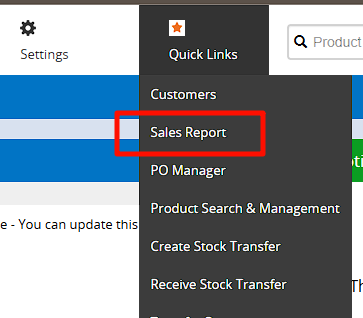 Settings
Quick Links
Product
Customers
Sales Report
PO Manager
Product Search & Management
e - You can update this
Create Stock Transfer
Receive Stock Transfer